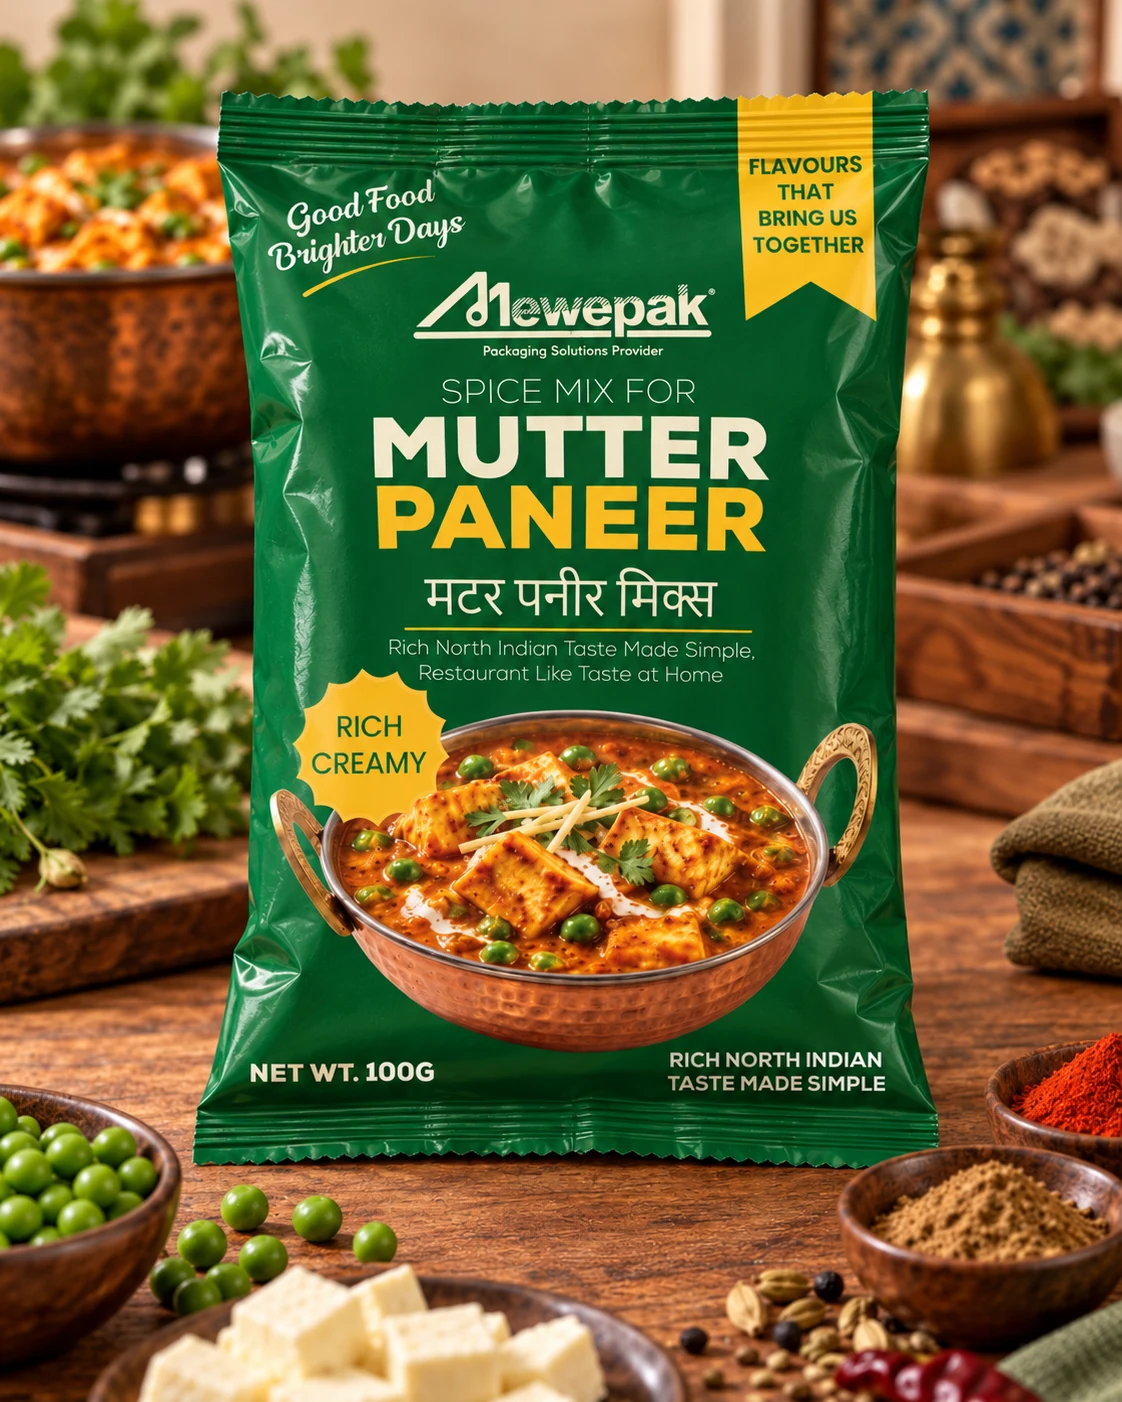 Good Food
Brighter Days
FLAVOURS
THAT
BRING US
TOGETHER
Mewepak®
Packaging Solutions Provider
SPICE MIX FOR
MUTTER
PANEER
मटर पनीर मिक्स
Rich North Indian Taste Made Simple,
Restaurant Like Taste at Home
RICH
CREAMY
NET WT. 100G
RICH NORTH INDIAN
TASTE MADE SIMPLE